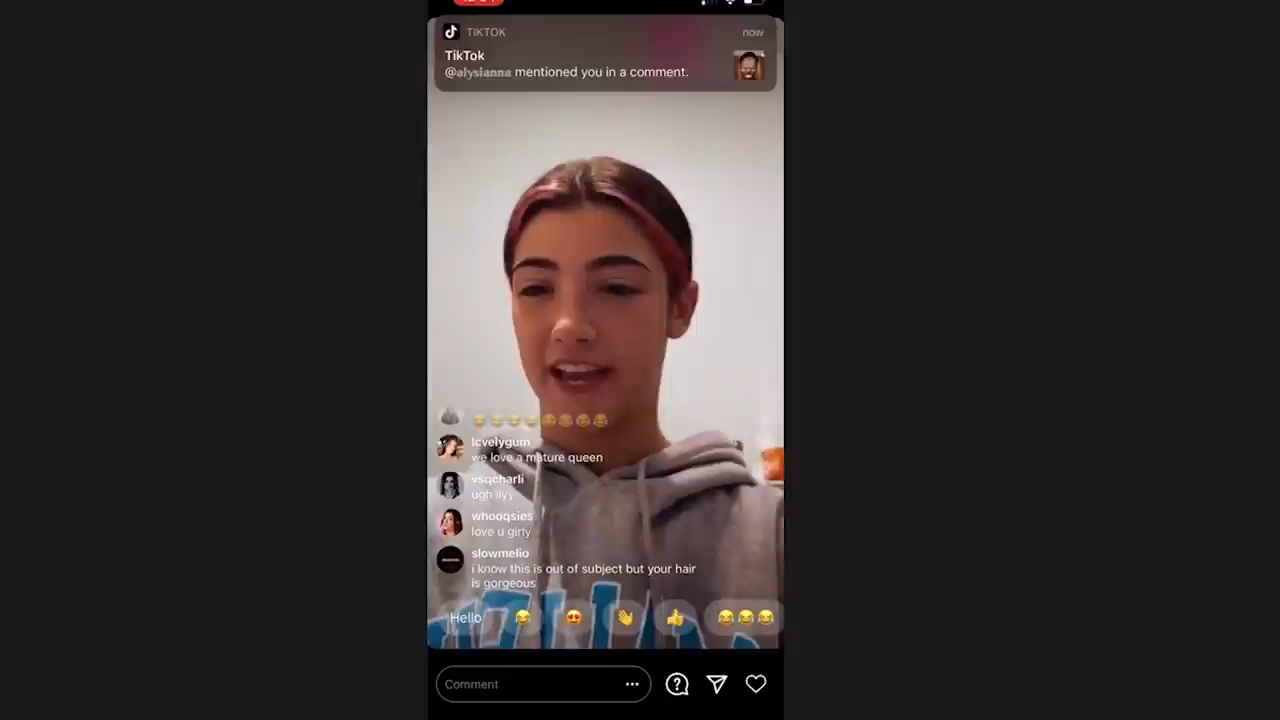 TIKTOK
now
TikTok
@alysianna mentioned you in a comment.
😂😂😂😂😂😂😂😂
lcvelygum
we love a mature queen
vsqcharli
ugh ilyy
whooqsies
love u girly
slowmelio
i know this is out of subject but your hair
is gorgeous
Hello 😂 😍 👋 👍 😂😂😂
Comment